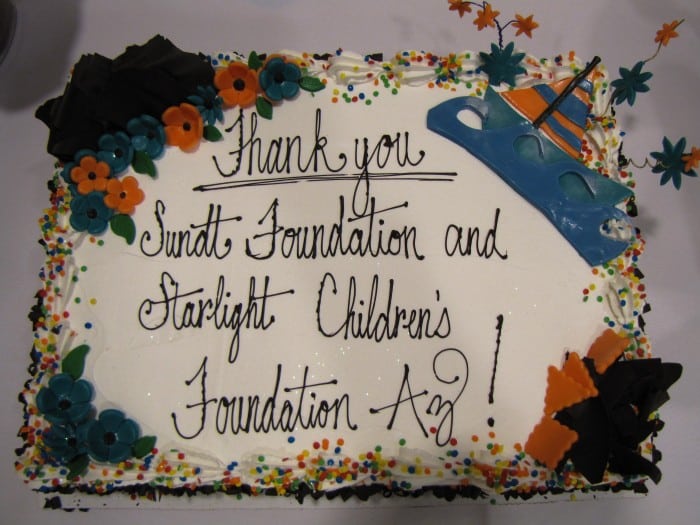 Thank you
Sundt Foundation and
Starlight Children's
Foundation Az!